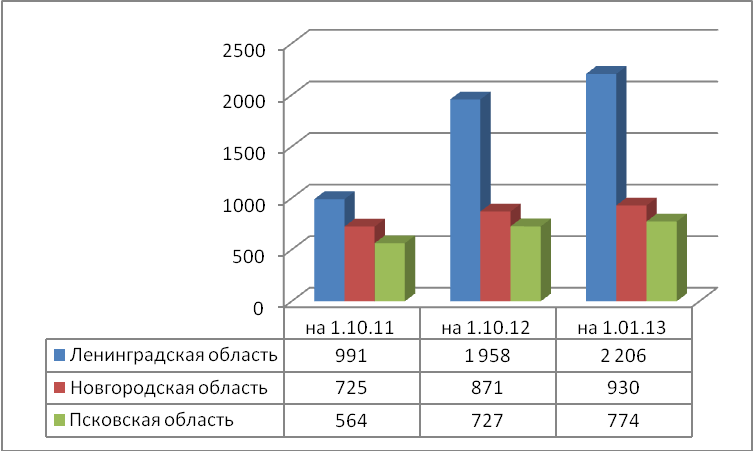 2500
2000
1500
1000
500
0
на 1.10.11 на 1.10.12 на 1.01.13
Ленинградская область 991 1 958 2 206
Новгородская область 725 871 930
Псковская область 564 727 774